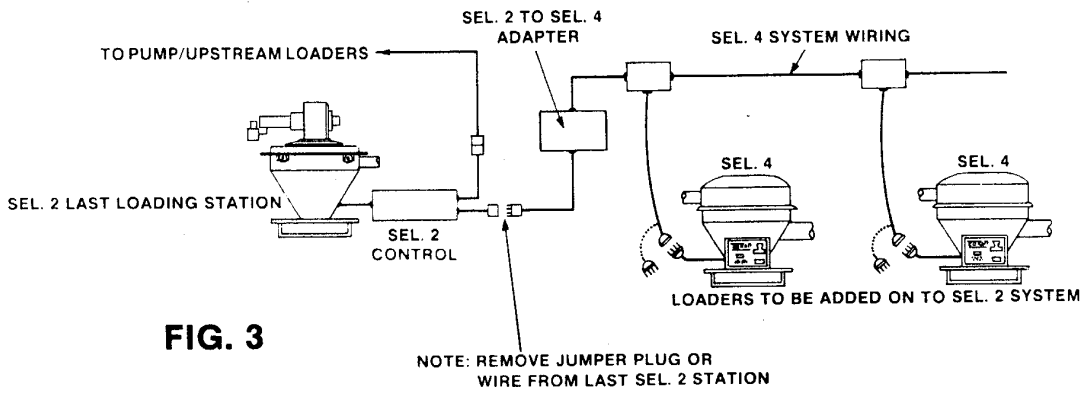 SEL. 2 TO SEL. 4
ADAPTER
TO PUMP/UPSTREAM LOADERS
SEL. 4 SYSTEM WIRING
SEL. 4
SEL. 4
SEL. 2 LAST LOADING STATION
SEL. 2
CONTROL
LOADERS TO BE ADDED ON TO SEL. 2 SYSTEM
FIG. 3
NOTE: REMOVE JUMPER PLUG OR
WIRE FROM LAST SEL. 2 STATION